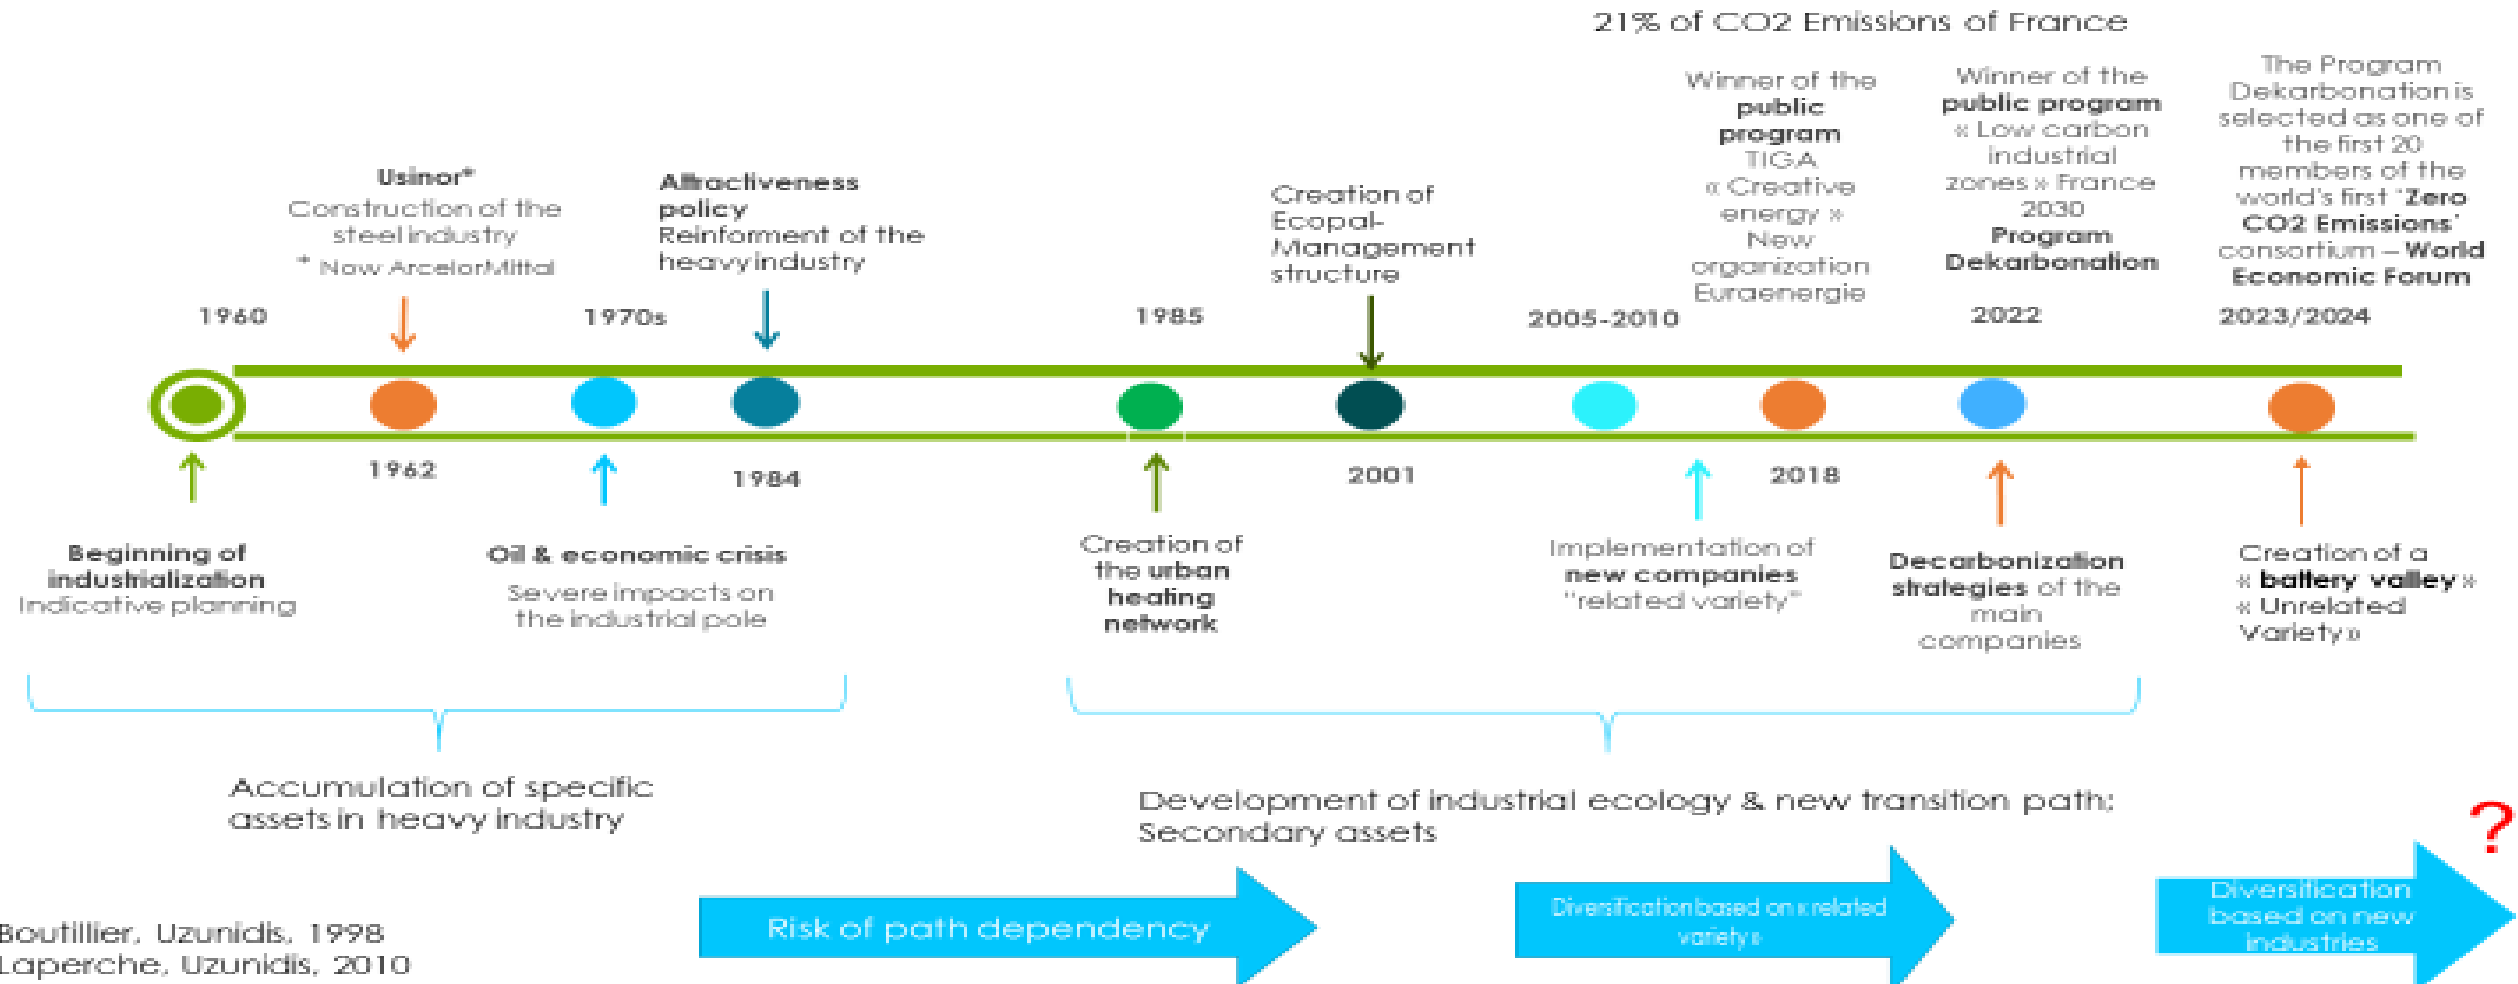 21% of CO2 Emissions of France
Usinor*
Construction of the
steel industry
* Now ArcelorMittal
Attractiveness
policy
Reinforment of the
heavy industry
Creation of
Ecopal-
Management
structure
Winner of the
public
program
TIGA
« Creative
energy »
New
organization
Euraenergie
Winner of the
public program
« Low carbon
industrial
zones » France
2030
Program
Dekarbonation
The Program
Dekarbonation is
selected as one of
the first 20
members of the
world's first 'Zero
CO2 Emissions'
consortium – World
Economic Forum
1960
1970s
1985
2005-2010
2022
2023/2024
1962
1984
2001
2018
Beginning of
industrialization
Indicative planning
Oil & economic crisis
Severe impacts on
the industrial pole
Creation of
the urban
heating
network
Implementation of
new companies
"related variety"
Decarbonization
strategies of the
main
companies
Creation of a
« battery valley »
« Unrelated
Variety »
Accumulation of specific
assets in heavy industry
Development of industrial ecology & new transition path:
Secondary assets
?
Risk of path dependency
Diversification based on « related
variety »
Diversification
based on new
industries
Boutillier, Uzunidis, 1998
Laperche, Uzunidis, 2010